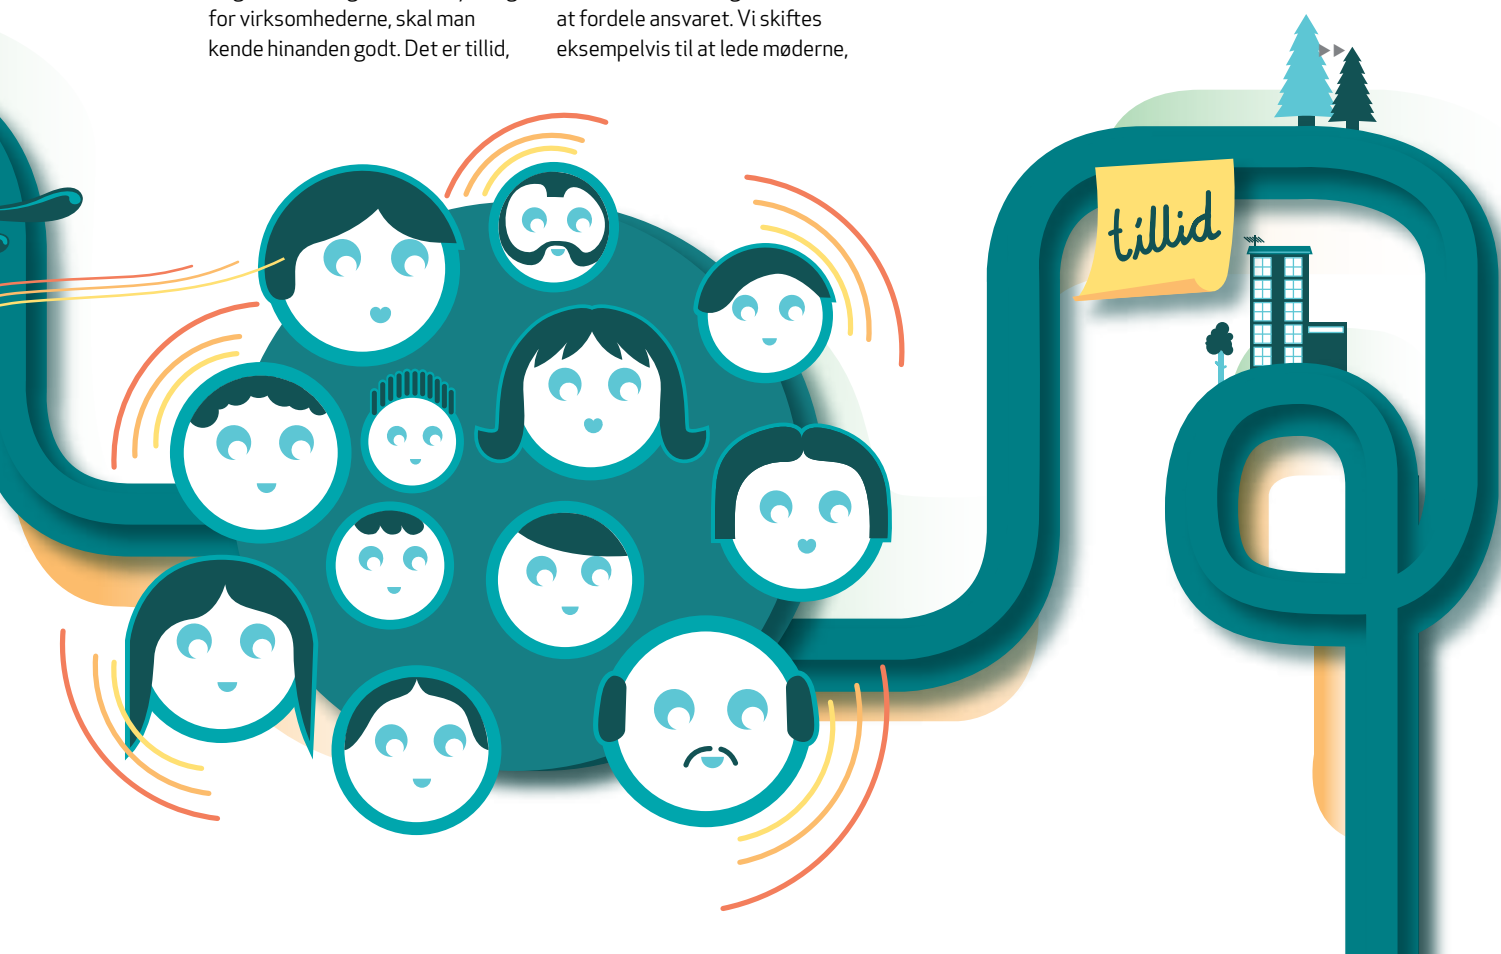 for virksomhederne, skal man
kende hinanden godt. Det er tillid,
at fordele ansvaret. Vi skiftes
eksempelvis til at lede møderne,
tillid